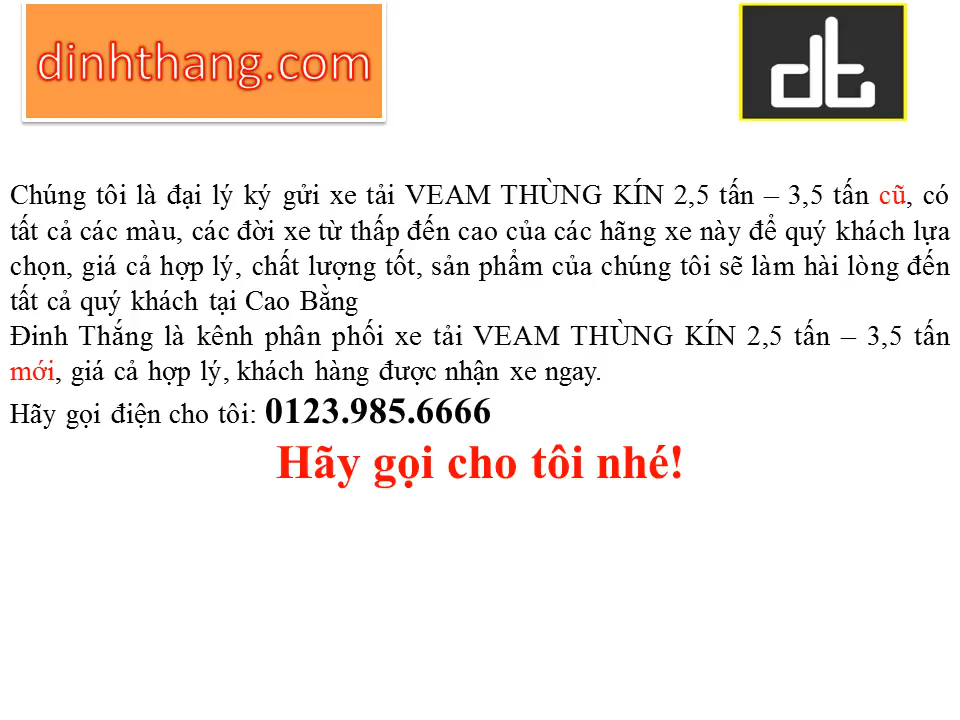 dinhthang.com
dt
Chúng tôi là đại lý ký gửi xe tải VEAM THÙNG KÍN 2,5 tấn – 3,5 tấn cũ, có
tất cả các màu, các đời xe từ thấp đến cao của các hãng xe này để quý khách lựa
chọn, giá cả hợp lý, chất lượng tốt, sản phẩm của chúng tôi sẽ làm hài lòng đến
tất cả quý khách tại Cao Bằng
Đinh Thắng là kênh phân phối xe tải VEAM THÙNG KÍN 2,5 tấn – 3,5 tấn
mới, giá cả hợp lý, khách hàng được nhận xe ngay.
Hãy gọi điện cho tôi: 0123.985.6666
Hãy gọi cho tôi nhé!